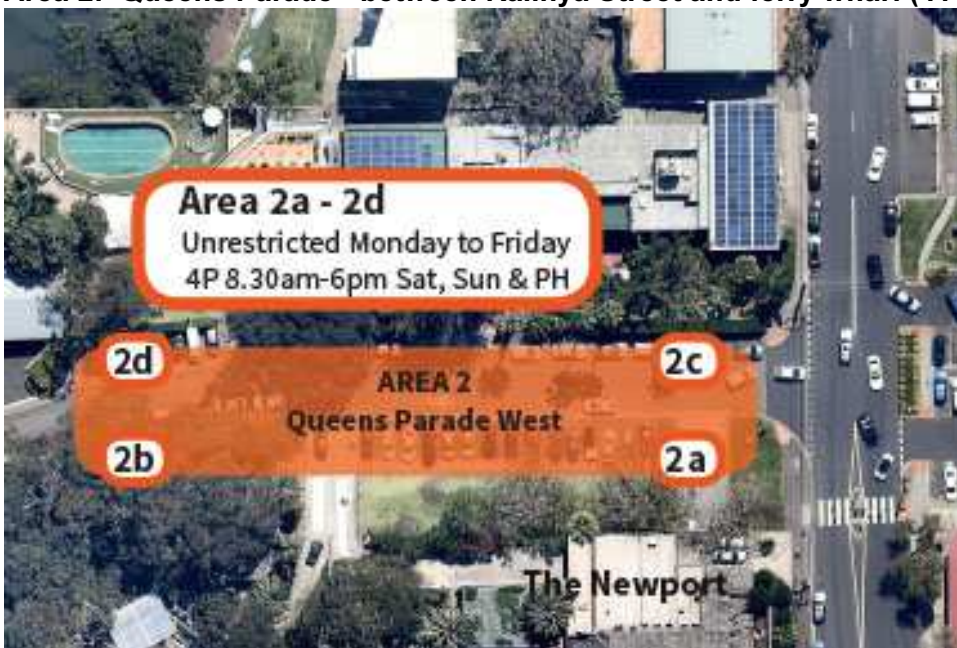 Area 2a - 2d
Unrestricted Monday to Friday
4P 8.30am-6pm Sat, Sun & PH
2d
2c
AREA 2
Queens Parade West
2b
2a
The Newport